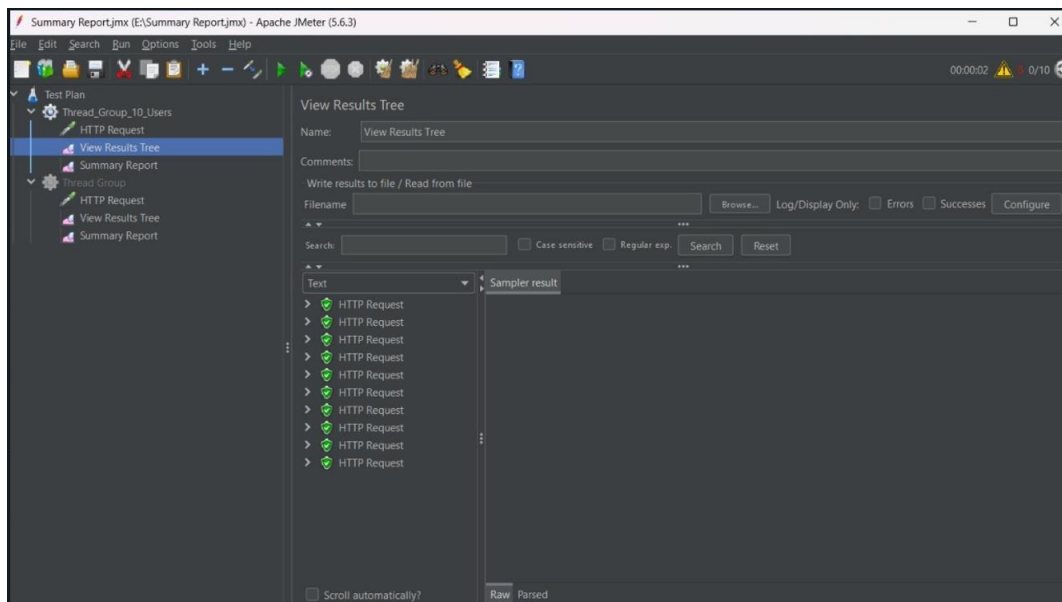 Summary Report.jmx (E:\Summary Report.jmx) - Apache JMeter (5.6.3)
File Edit Search Run Options Tools Help
00:00:02 5 0/10
Test Plan
Thread_Group_10_Users
HTTP Request
View Results Tree
Summary Report
Thread Group
HTTP Request
View Results Tree
Summary Report
View Results Tree
Name: View Results Tree
Comments:
Write results to file / Read from file
Filename Browse... Log/Display Only: Errors Successes Configure
Search: Case sensitive Regular exp. Search Reset
Text
Sampler result
HTTP Request
HTTP Request
HTTP Request
HTTP Request
HTTP Request
HTTP Request
HTTP Request
HTTP Request
HTTP Request
HTTP Request
Scroll automatically?
Raw Parsed